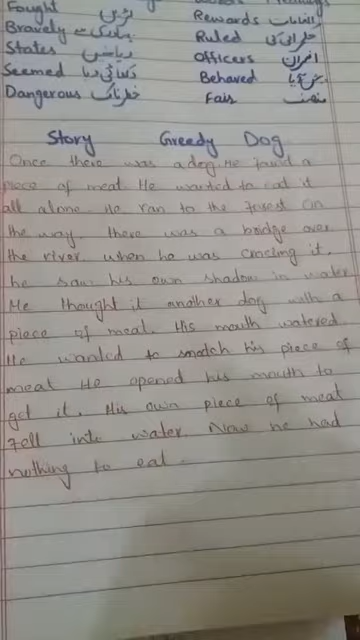 Fought لڑیں Rewards انعامات
Bravely بہادری سے Ruled حکمرانی کی
States ریاستیں Officers افسران
Seemed دکھائی دیا Behaved پیش آیا
Dangerous خطرناک Fair منصف
Story Greedy Dog
Once there was a dog. He found a
piece of meat. He wanted to eat it
all alone. He ran to the forest on
the way there was a bridge over
the river. when he was crossing it.
he saw his own shadow in water
He thought it another dog with a
piece of meat. His mouth watered
He wanted to snatch his piece of
meat He opened his mouth to
get it. His own piece of meat
fell into water. Now he had
nothing to eat.